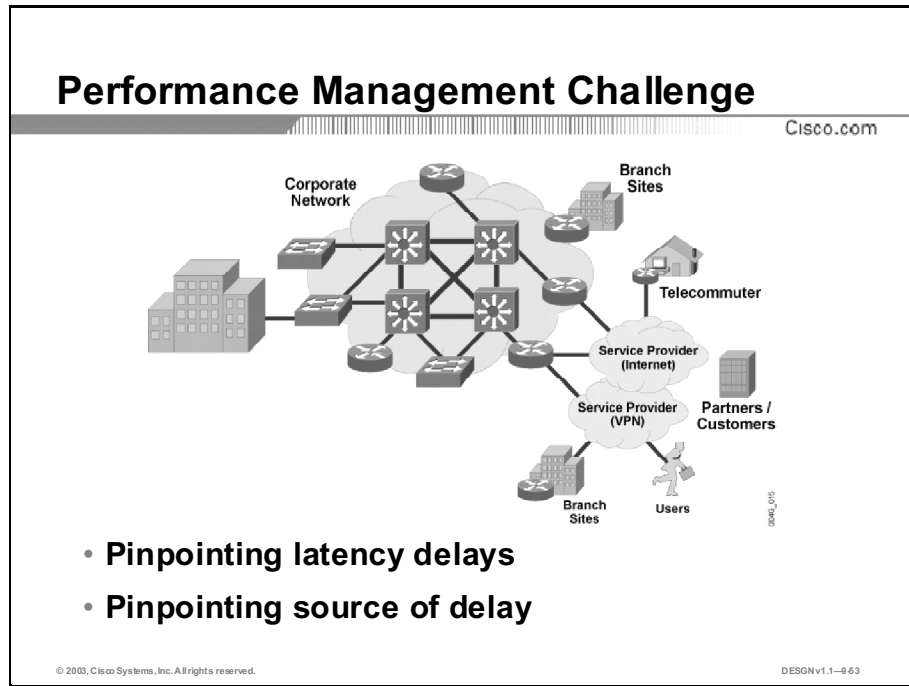 Performance Management Challenge
Cisco.com
Corporate
Network
Branch
Sites
Telecommuter
Service Provider
(Internet)
Service Provider
(VPN)
Partners /
Customers
Branch
Sites
Users
004G_015
• Pinpointing latency delays
• Pinpointing source of delay
© 2003, Cisco Systems, Inc. All rights reserved.
DESGN v1.1—9-53